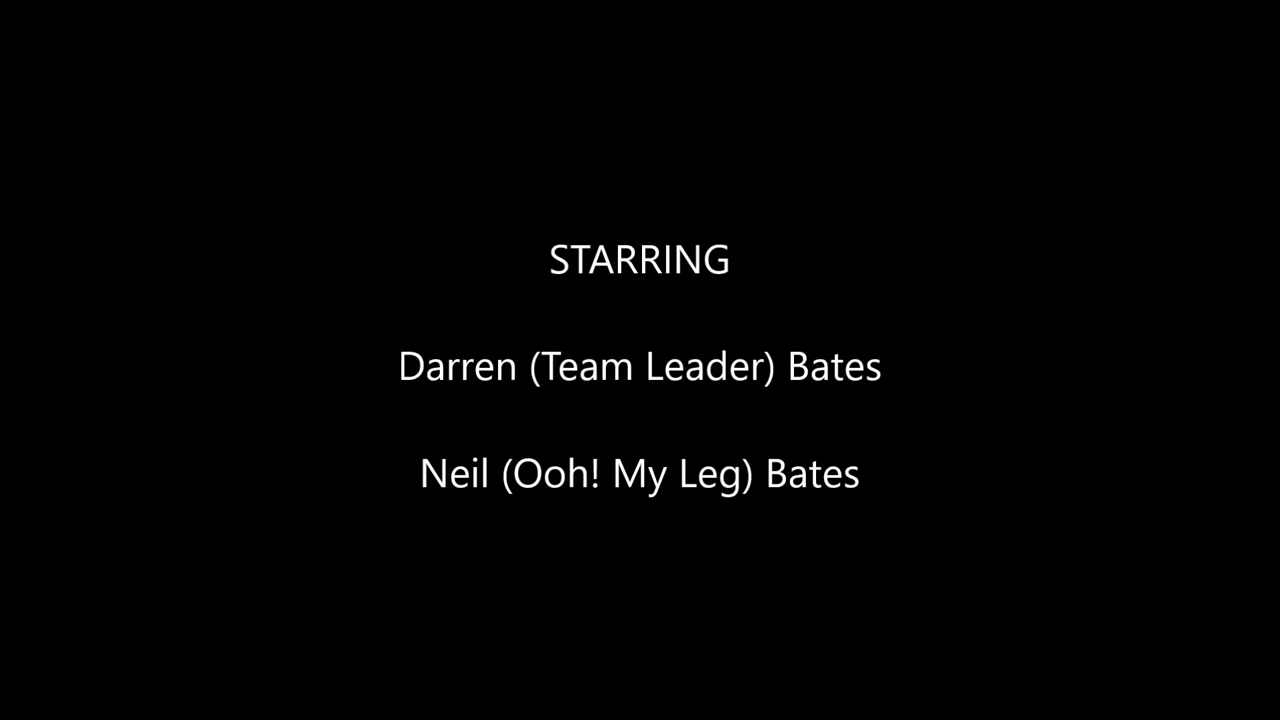 STARRING
Darren (Team Leader) Bates
Neil (Ooh! My Leg) Bates